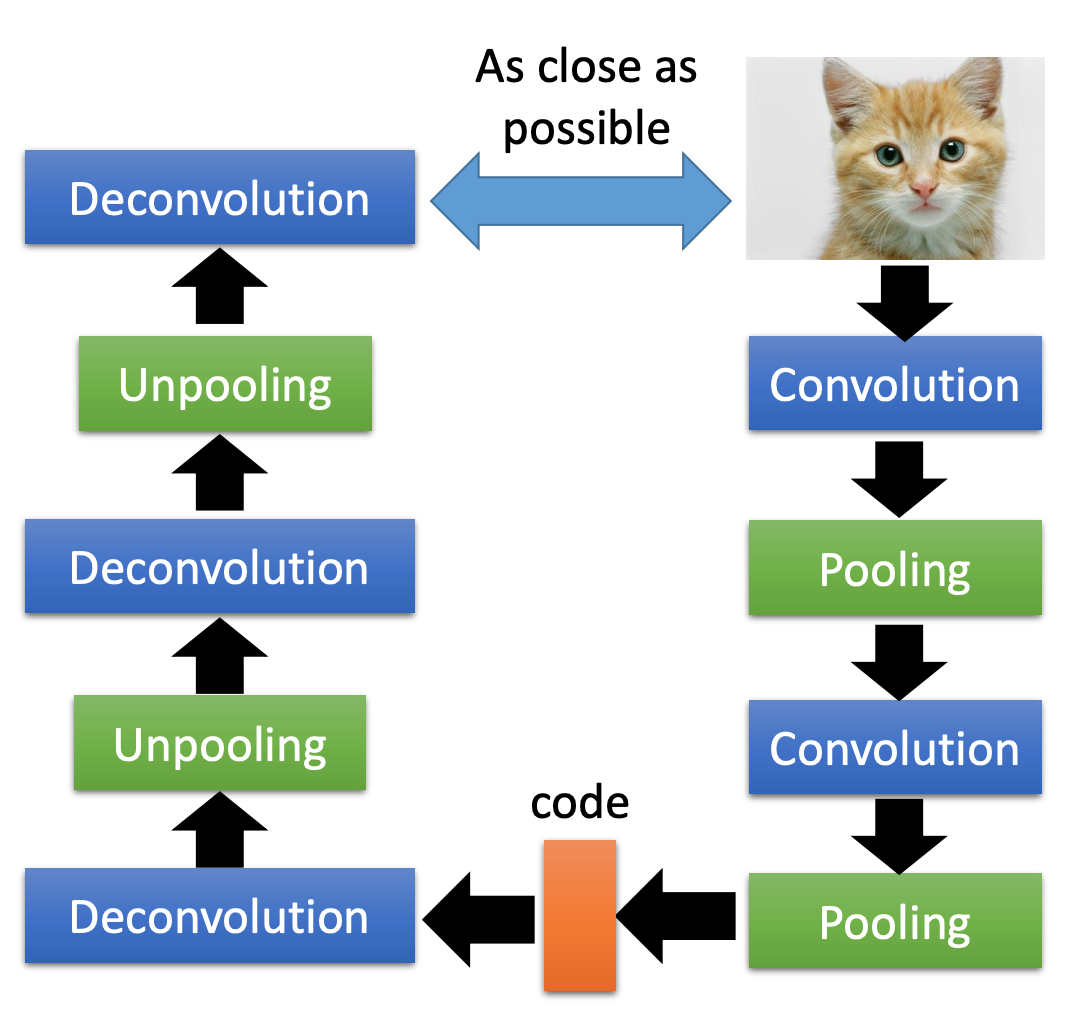 As close as
possible
Deconvolution
Unpooling
Convolution
Deconvolution
Pooling
Unpooling
Convolution
code
Deconvolution
Pooling